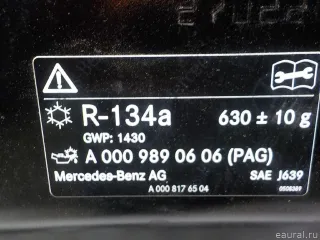 27022
R-134a 630 ± 10 g
GWP: 1430
A 000 989 06 06 (PAG)
Mercedes-Benz AG SAE J639
A 000 817 65 04
eaural.ru